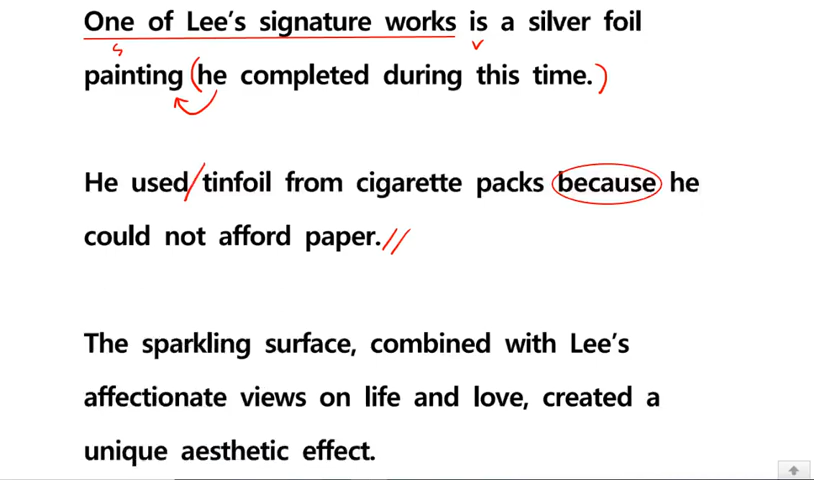 One of Lee's signature works is a silver foil
s
v
painting (he completed during this time.)
He used/tinfoil from cigarette packs because he
could not afford paper.//
The sparkling surface, combined with Lee's
affectionate views on life and love, created a
unique aesthetic effect.